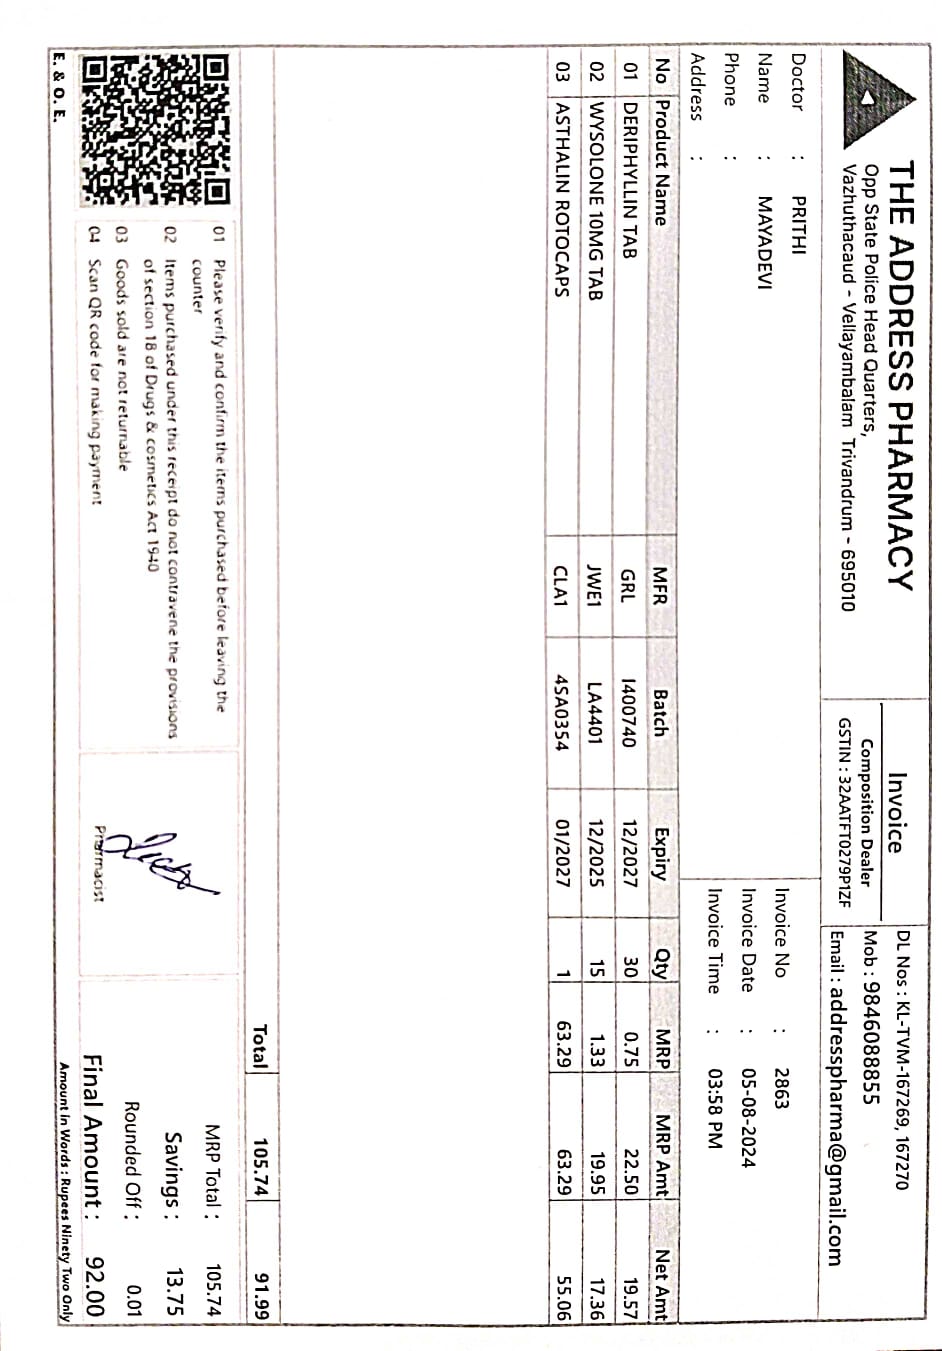 THE ADDRESS PHARMACY
Opp State Police Head Quarters,
Vazhuthacaud - Vellayambalam Trivandrum - 695010
Invoice
Composition Dealer
GSTIN : 32AATFT0279P1ZF
DL Nos : KL-TVM-167269, 167270
Mob : 9846088855
Email : addresspharma@gmail.com
Doctor : PRITHI
Name : MAYADEVI
Phone :
Address :
Invoice No : 2863
Invoice Date : 05-08-2024
Invoice Time : 03:58 PM
No Product Name MFR Batch Expiry Qty MRP MRP Amt Net Amt
01 DERIPHYLLIN TAB GRL I400740 12/2027 30 0.75 22.50 19.57
02 WYSOLONE 10MG TAB JWE1 LA4401 12/2025 15 1.33 19.95 17.36
03 ASTHALIN ROTOCAPS CLA1 4SA0354 01/2027 1 63.29 63.29 55.06
Total 105.74 91.99
01 Please verify and confirm the items purchased before leaving the
counter
02 Items purchased under this receipt do not contravene the provisions
of section 18 of Drugs & cosmetics Act 1940
03 Goods sold are not returnable
04 Scan QR code for making payment
Pharmacist
MRP Total : 105.74
Savings : 13.75
Rounded Off : 0.01
Final Amount : 92.00
E. & O. E.
Amount in Words : Rupees Ninety Two Only